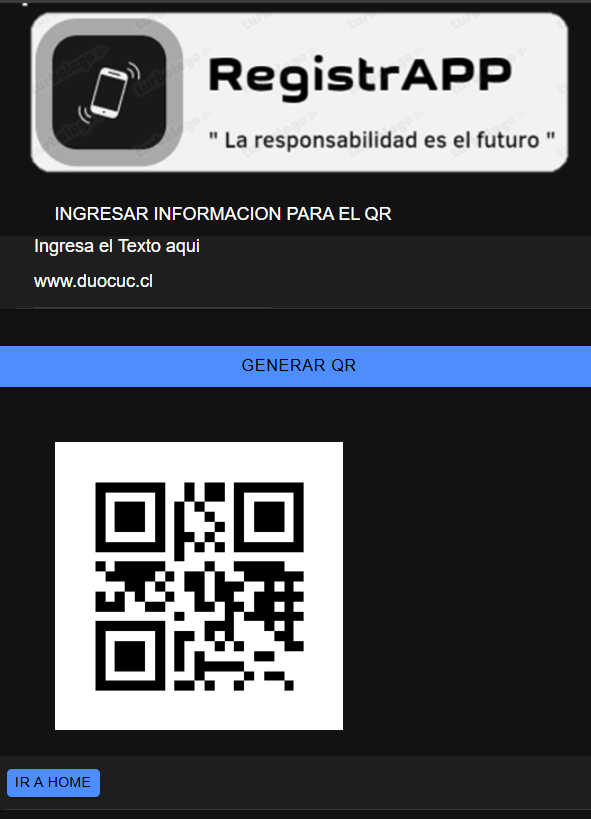 RegistrAPP
" La responsabilidad es el futuro "
INGRESAR INFORMACION PARA EL QR
Ingresa el Texto aqui
www.duocuc.cl
GENERAR QR
IR A HOME